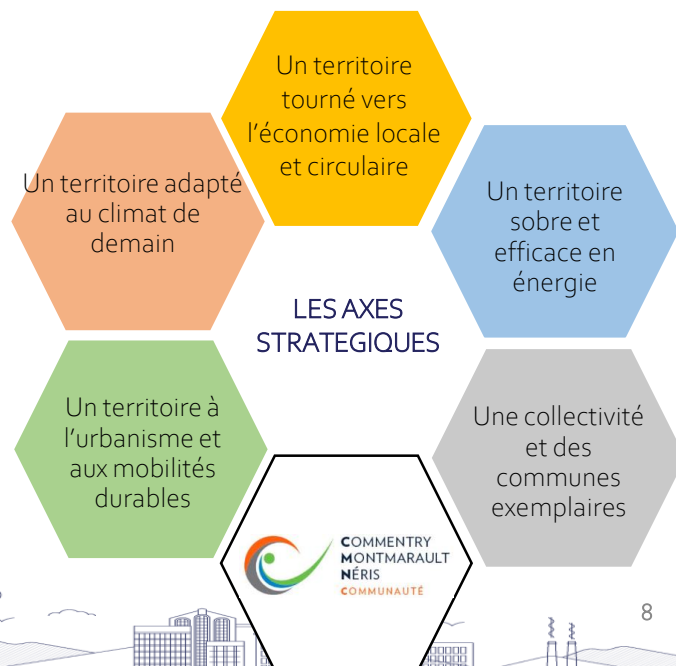 Un territoire
tourné vers
l'économie locale
et circulaire
Un territoire adapté
au climat de
demain
Un territoire
sobre et
efficace en
énergie
LES AXES
STRATEGIQUES
Un territoire à
l'urbanisme et
aux mobilités
durables
Une collectivité
et des
communes
exemplaires
COMMENTRY
MONTMARAULT
NÉRIS
COMMUNAUTÉ
8